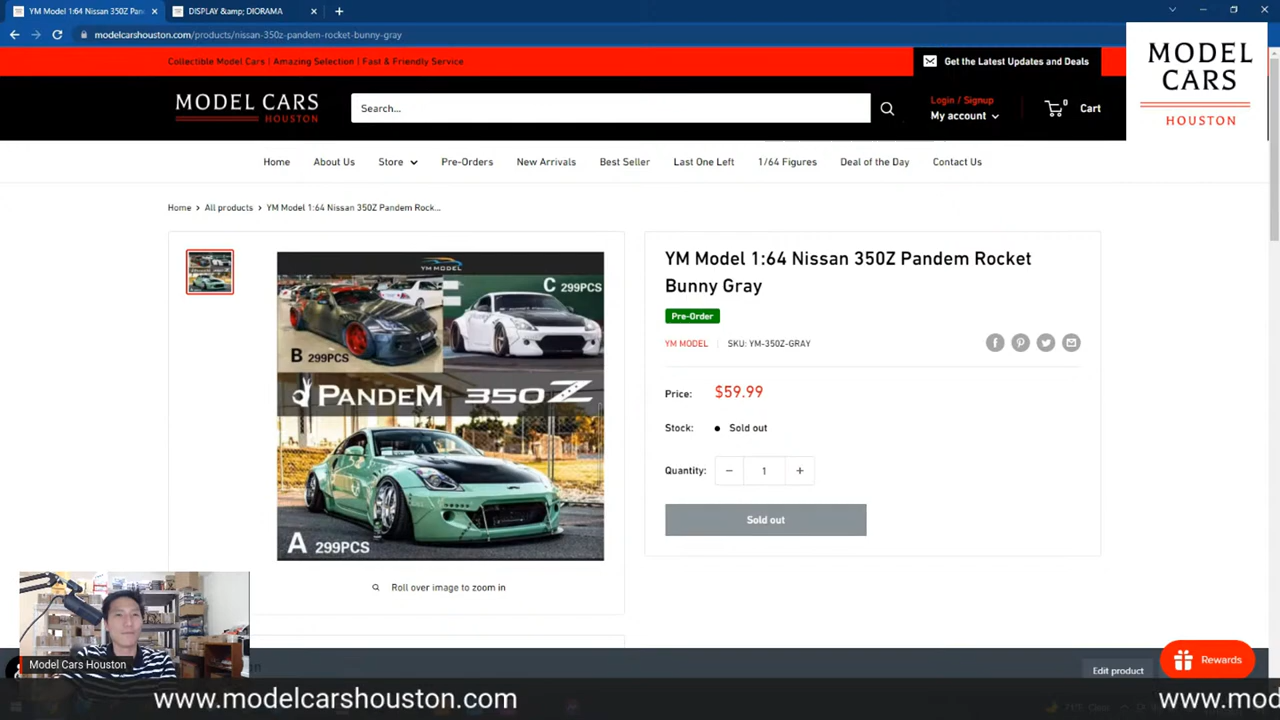 YM Model 1:64 Nissan 350Z Pan
DISPLAY &amp; DIORAMA
modelcarshouston.com/products/nissan-350z-pandem-rocket-bunny-gray
Collectible Model Cars | Amazing Selection | Fast & Friendly Service
Get the Latest Updates and Deals
MODEL CARS
HOUSTON
Search...
Login / Signup
My account
0
Cart
MODEL
CARS
HOUSTON
Home
About Us
Store
Pre-Orders
New Arrivals
Best Seller
Last One Left
1/64 Figures
Deal of the Day
Contact Us
Home
All products
YM Model 1:64 Nissan 350Z Pandem Rock...
YM MODEL
C 299PCS
B 299PCS
PANDEM 350Z
A 299PCS
Roll over image to zoom in
YM Model 1:64 Nissan 350Z Pandem Rocket
Bunny Gray
Pre-Order
YM MODEL
SKU: YM-350Z-GRAY
Price: $59.99
Stock: Sold out
Quantity: 1
Sold out
Model Cars Houston
Edit product
Rewards
www.modelcarshouston.com
www.mod